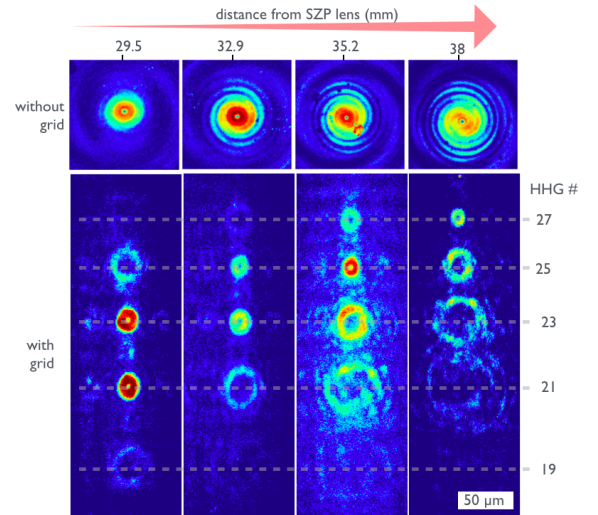 distance from SZP lens (mm)
29.5 32.9 35.2 38
without
grid
HHG #
27
25
23
with
grid
21
19
50 µm